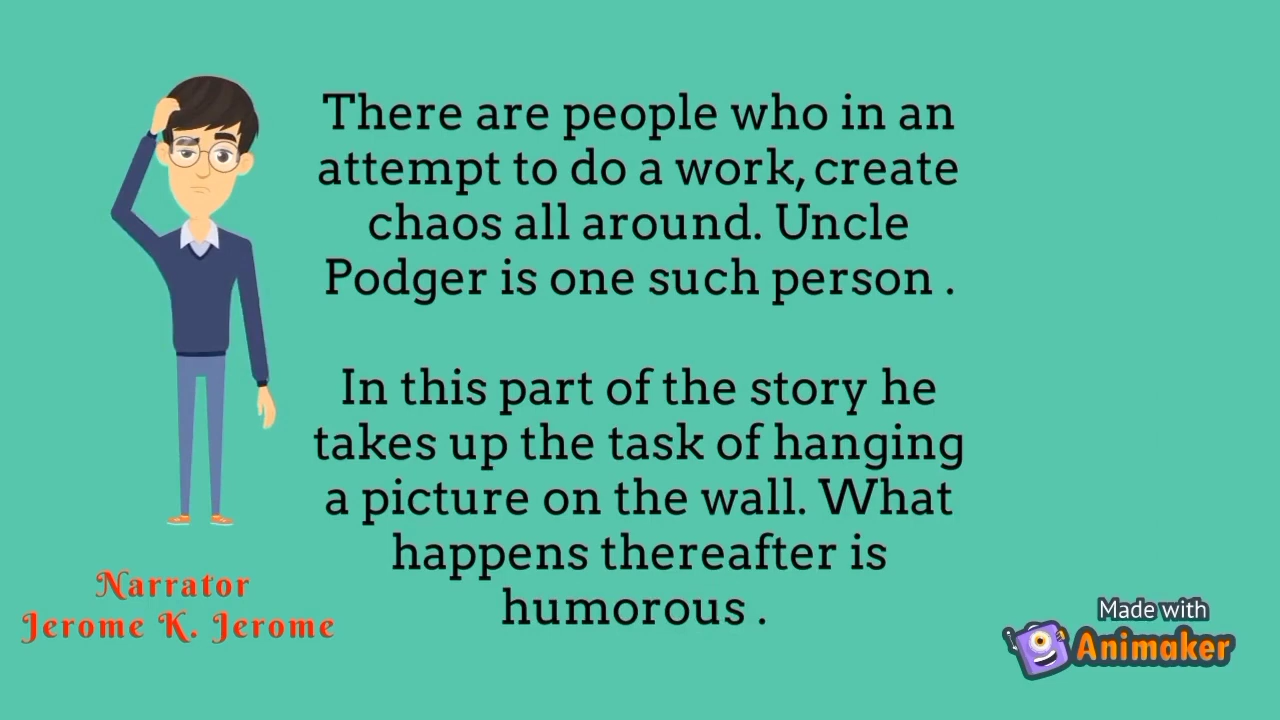 There are people who in an
attempt to do a work, create
chaos all around. Uncle
Podger is one such person .
In this part of the story he
takes up the task of hanging
a picture on the wall. What
happens thereafter is
humorous .
Narrator
Jerome K. Jerome
Made with
Animaker